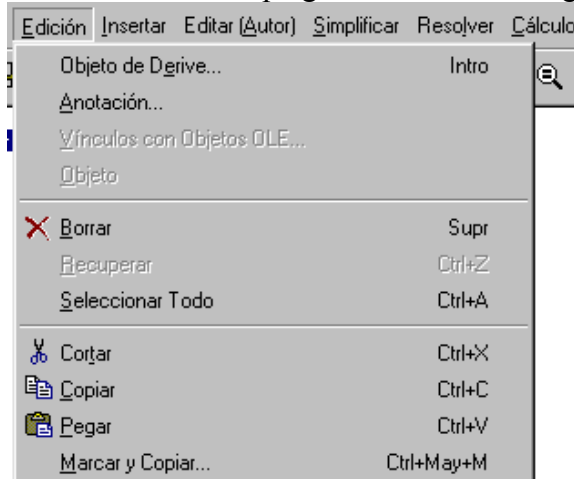 Edición Insertar Editar (Autor) Simplificar Resolver Cálculo
Objeto de Derive... Intro
Anotación...
Vínculos con Objetos OLE...
Objeto
Borrar Supr
Recuperar Ctrl+Z
Seleccionar Todo Ctrl+A
Cortar Ctrl+X
Copiar Ctrl+C
Pegar Ctrl+V
Marcar y Copiar... Ctrl+May+M